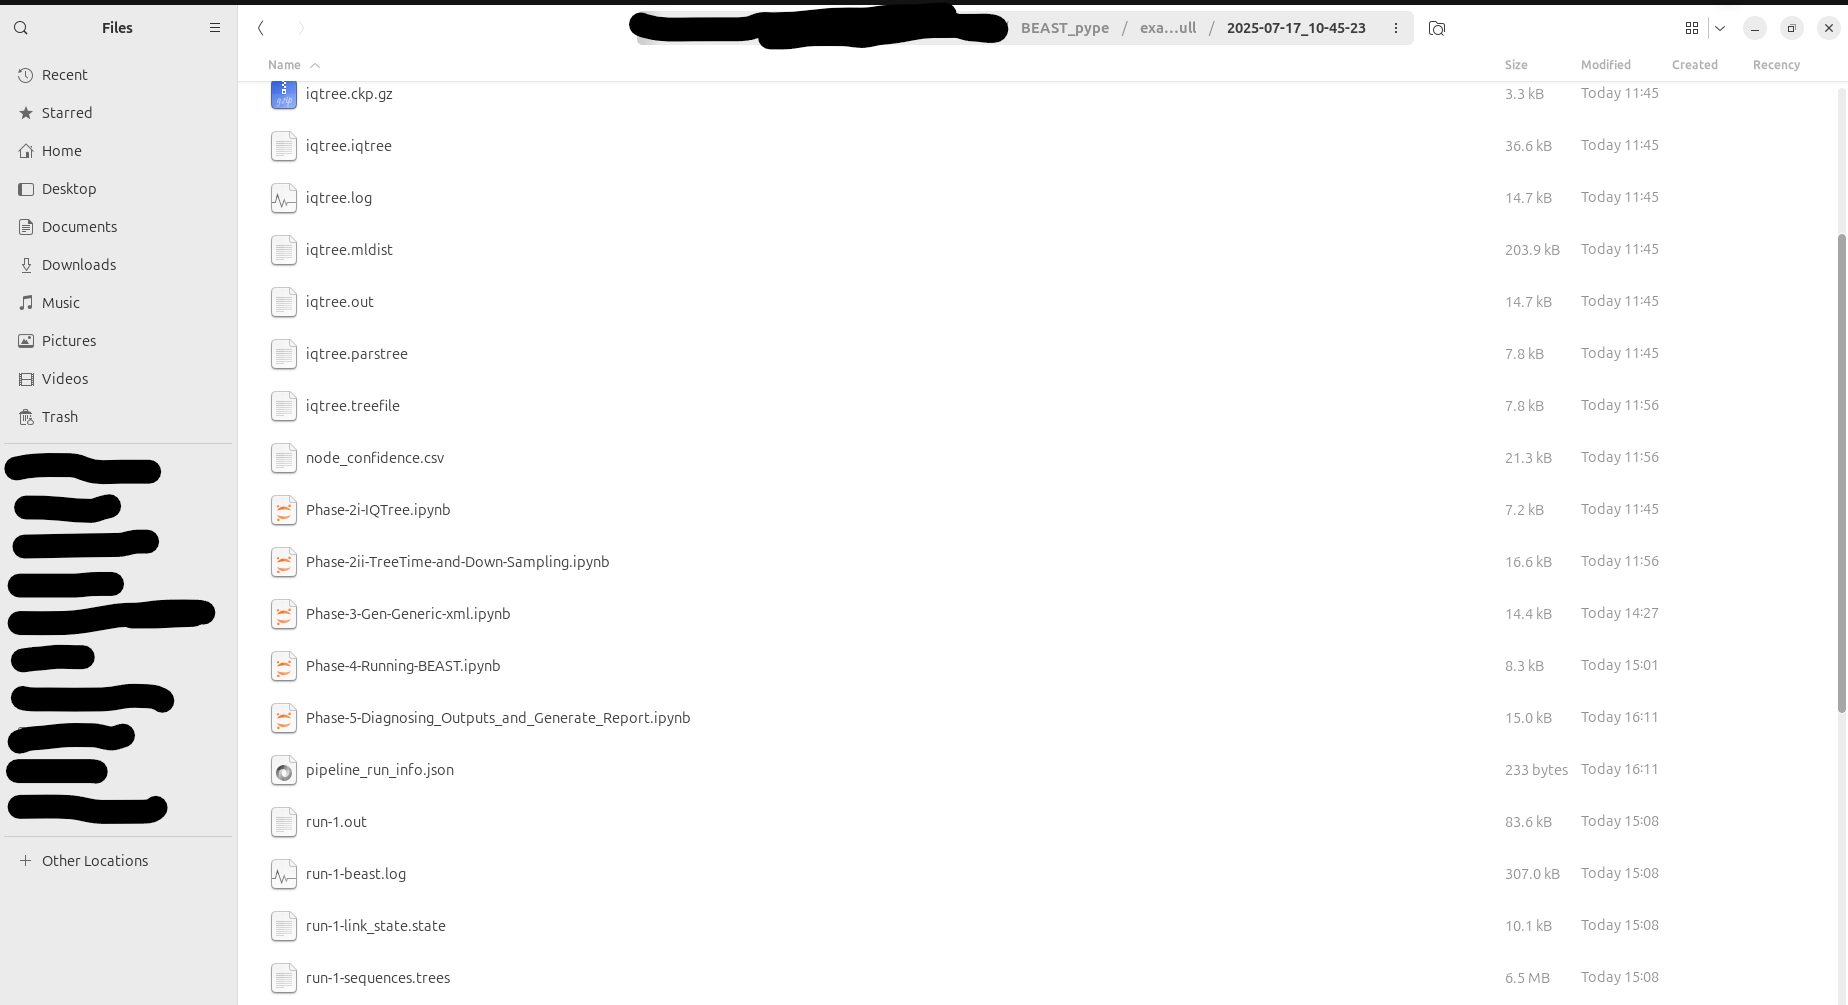 Files
BEAST_pype / exa...ull / 2025-07-17_10-45-23
Name Size Modified Created Recency
Recent
Starred
Home
Desktop
Documents
Downloads
Music
Pictures
Videos
Trash
Other Locations
iqtree.ckp.gz 3.3 kB Today 11:45
iqtree.iqtree 36.6 kB Today 11:45
iqtree.log 14.7 kB Today 11:45
iqtree.mldist 203.9 kB Today 11:45
iqtree.out 14.7 kB Today 11:45
iqtree.parstree 7.8 kB Today 11:45
iqtree.treefile 7.8 kB Today 11:56
node_confidence.csv 21.3 kB Today 11:56
Phase-2i-IQTree.ipynb 7.2 kB Today 11:45
Phase-2ii-TreeTime-and-Down-Sampling.ipynb 16.6 kB Today 11:56
Phase-3-Gen-Generic-xml.ipynb 14.4 kB Today 14:27
Phase-4-Running-BEAST.ipynb 8.3 kB Today 15:01
Phase-5-Diagnosing_Outputs_and_Generate_Report.ipynb 15.0 kB Today 16:11
pipeline_run_info.json 233 bytes Today 16:11
run-1.out 83.6 kB Today 15:08
run-1-beast.log 307.0 kB Today 15:08
run-1-link_state.state 10.1 kB Today 15:08
run-1-sequences.trees 6.5 MB Today 15:08